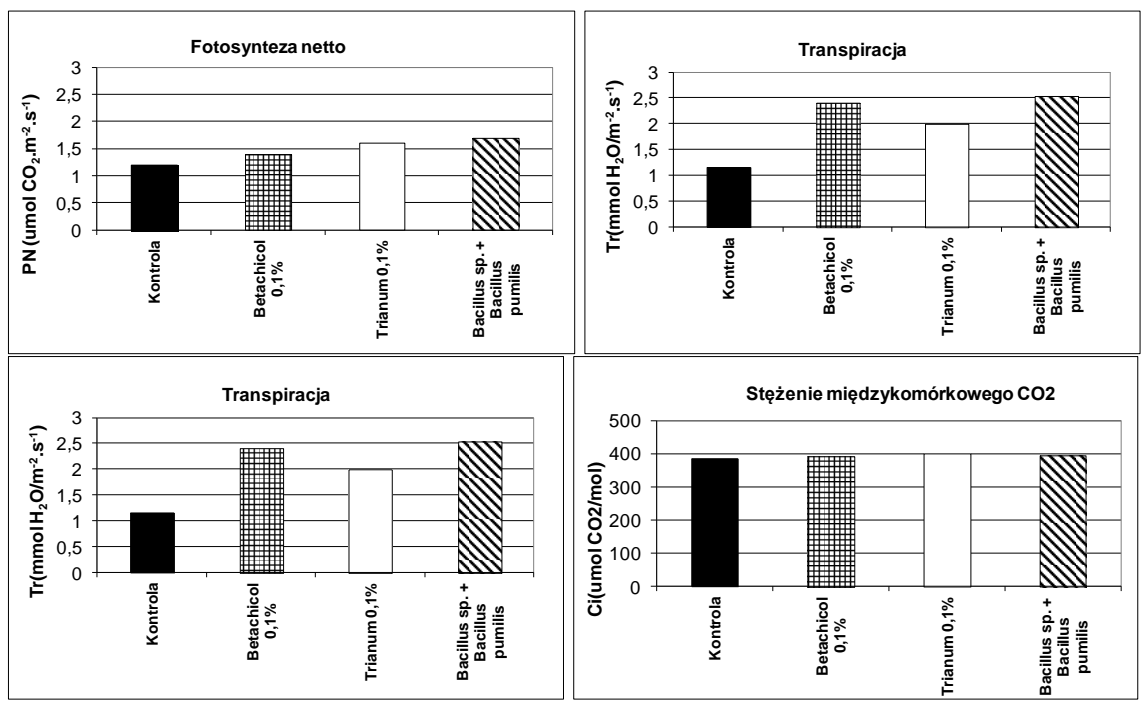 Fotosynteza netto
PN (umol CO₂.m⁻².s⁻¹)
3
2,5
2
1,5
1
0,5
0
Kontrola
Betachicol
0,1%
Trianum 0,1%
Bacillus sp. +
Bacillus
pumilis
Transpiracja
Tr(mmol H₂O/m⁻².s⁻¹)
3
2,5
2
1,5
1
0,5
0
Kontrola
Betachicol
0,1%
Trianum 0,1%
Bacillus sp. +
Bacillus
pumilis
Transpiracja
Tr(mmol H₂O/m⁻².s⁻¹)
3
2,5
2
1,5
1
0,5
0
Kontrola
Betachicol
0,1%
Trianum 0,1%
Bacillus sp. +
Bacillus
pumilis
Stężenie międzykomórkowego CO2
Ci(umol CO2/mol)
500
400
300
200
100
0
Kontrola
Betachicol
0,1%
Trianum 0,1%
Bacillus sp. +
Bacillus
pumilis